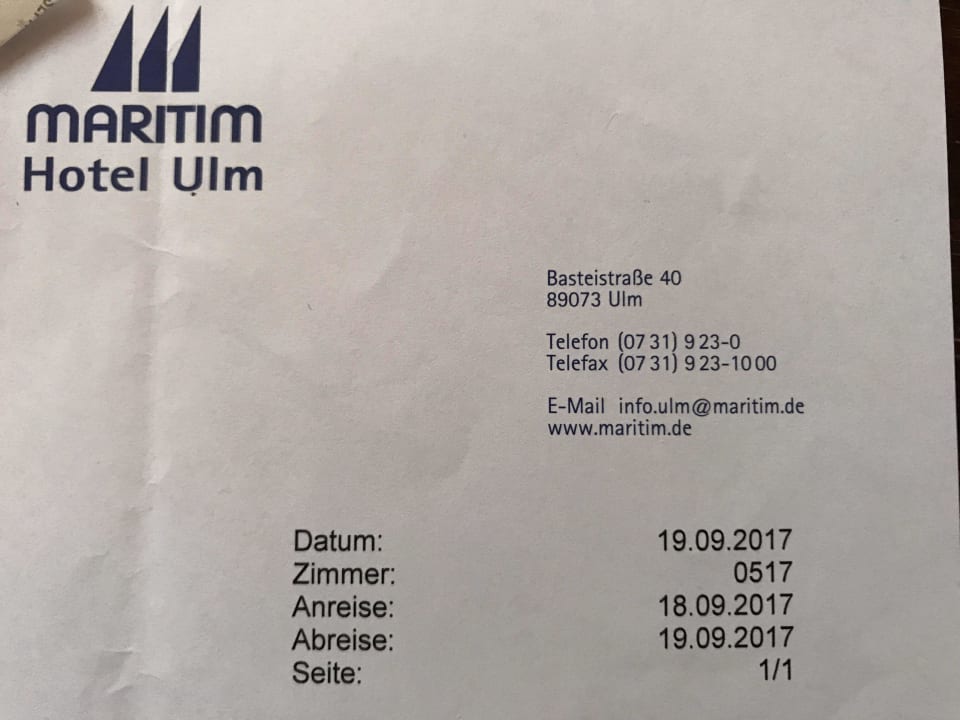 MARITIM
Hotel Ulm
Basteistraße 40
89073 Ulm
Telefon (07 31) 9 23-0
Telefax (07 31) 9 23-10 00
E-Mail info.ulm@maritim.de
www.maritim.de
Datum: 19.09.2017
Zimmer: 0517
Anreise: 18.09.2017
Abreise: 19.09.2017
Seite: 1/1